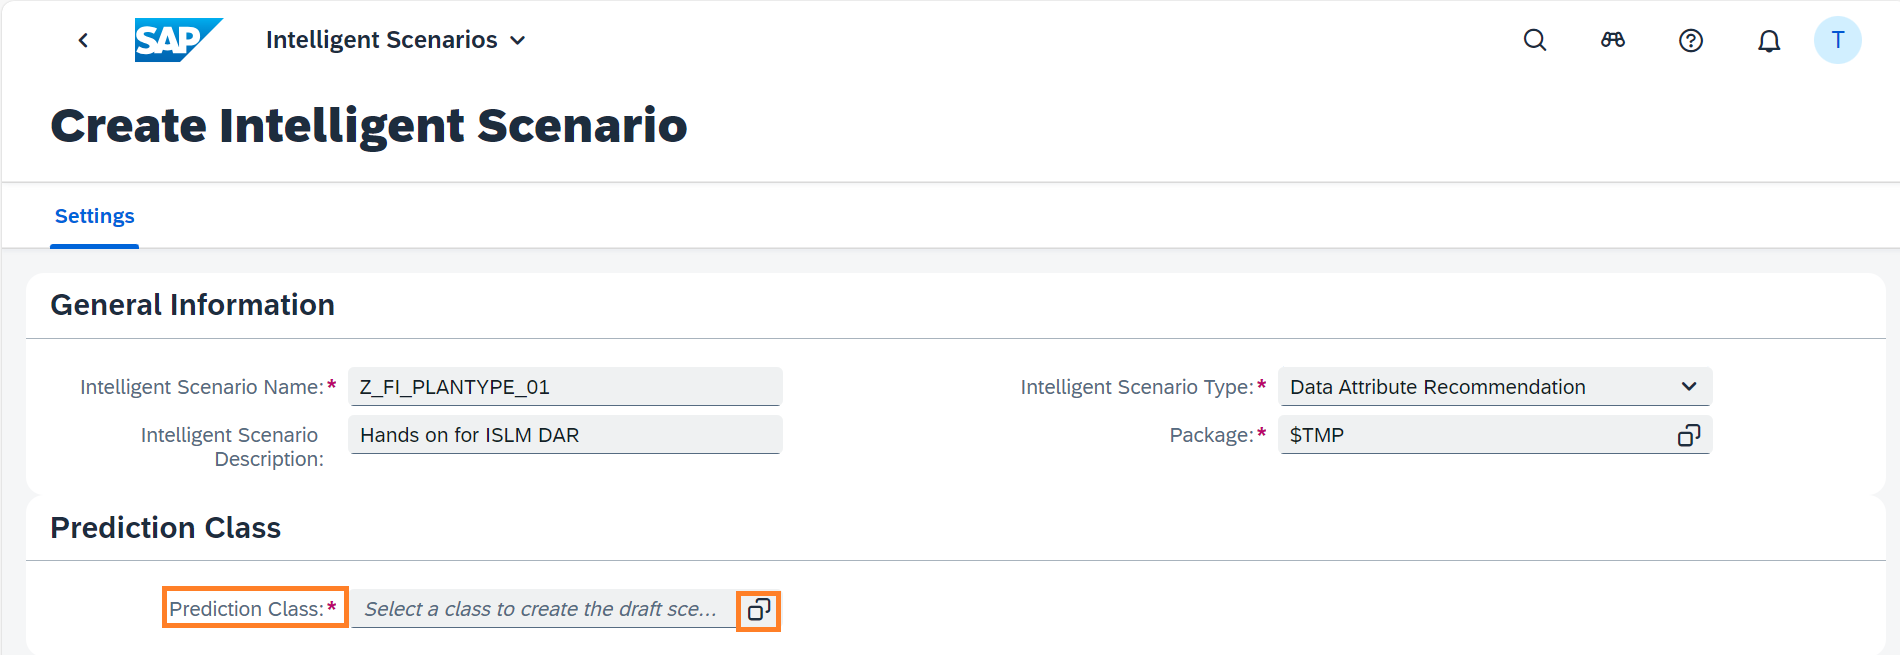 SAP Intelligent Scenarios T
Create Intelligent Scenario
Settings
General Information
Intelligent Scenario Name:* Z_FI_PLANTYPE_01 Intelligent Scenario Type:* Data Attribute Recommendation
Intelligent Scenario Hands on for ISLM DAR Package:* $TMP
Description:
Prediction Class
Prediction Class:* Select a class to create the draft sce...